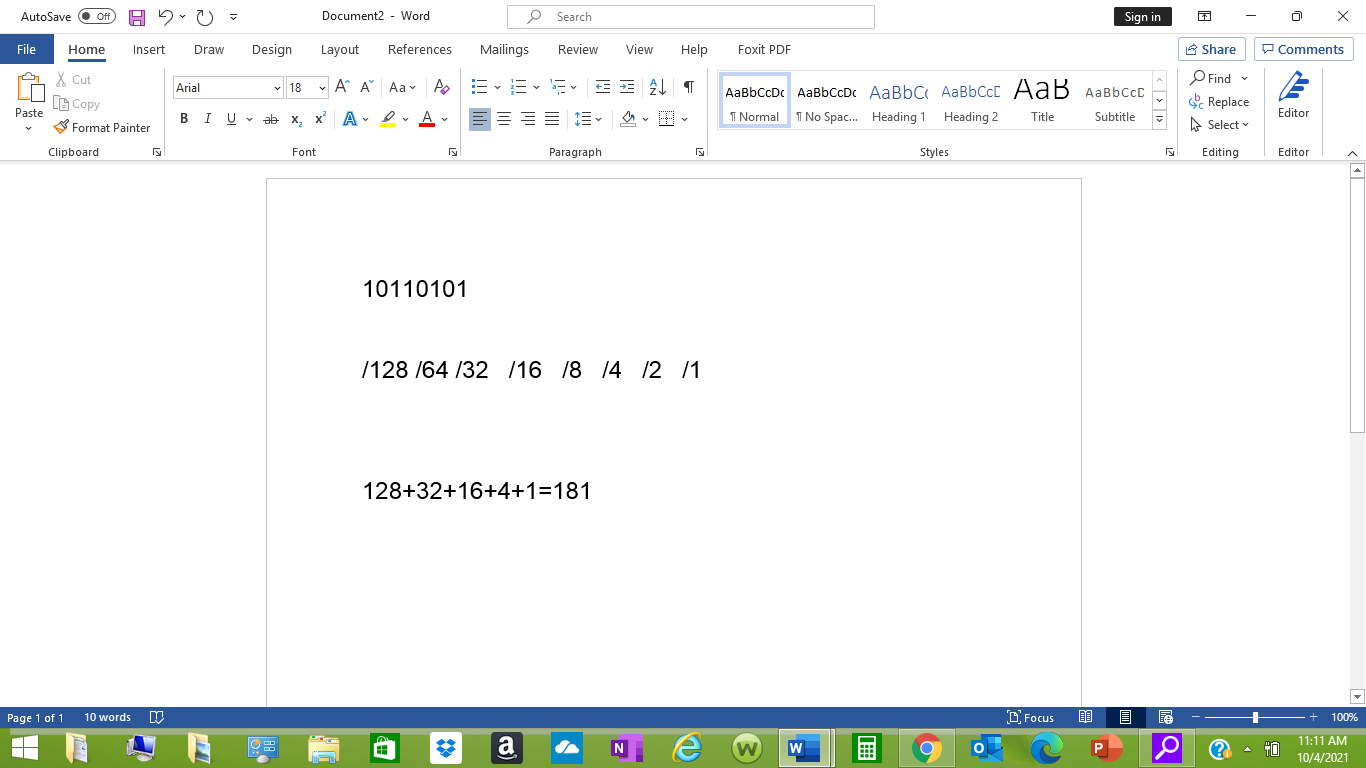 AutoSave Off Document2 - Word Search Sign in
File Home Insert Draw Design Layout References Mailings Review View Help Foxit PDF Share Comments
Paste Cut Copy Format Painter
Clipboard
Arial 18 A A Aa A
B I U ab x2 x2 A A
Font
Paragraph
AaBbCcDc AaBbCcDc AaBbCc AaBbCcD AaB AaBbCcD
¶ Normal ¶ No Spac... Heading 1 Heading 2 Title Subtitle
Styles
Find
Replace
Select
Editing
Editor
Editor
10110101
/128 /64 /32 /16 /8 /4 /2 /1
128+32+16+4+1=181
Page 1 of 1 10 words Focus 100%
11:11 AM
10/4/2021